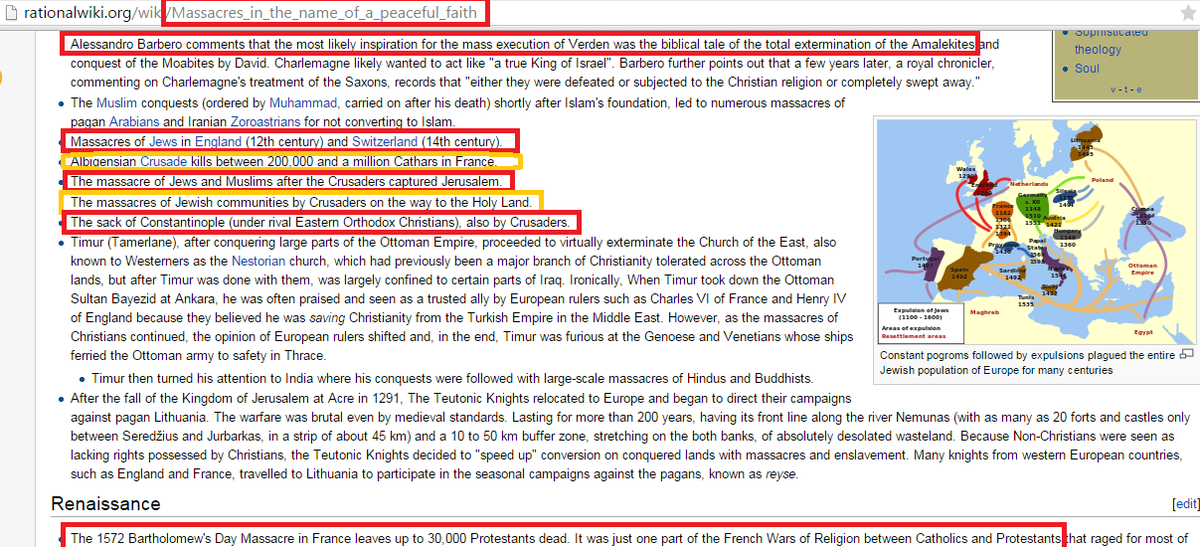 rationalwiki.org/wiki/Massacres_in_the_name_of_a_peaceful_faith
Alessandro Barbero comments that the most likely inspiration for the mass execution of Verden was the biblical tale of the total extermination of the Amalekites and
conquest of the Moabites by David. Charlemagne likely wanted to act like "a true King of Israel". Barbero further points out that a few years later, a royal chronicler,
commenting on Charlemagne's treatment of the Saxons, records that "either they were defeated or subjected to the Christian religion or completely swept away."
The Muslim conquests (ordered by Muhammad, carried on after his death) shortly after Islam's foundation, led to numerous massacres of
pagan Arabians and Iranian Zoroastrians for not converting to Islam.
Massacres of Jews in England (12th century) and Switzerland (14th century).
Albigensian Crusade kills between 200,000 and a million Cathars in France.
The massacre of Jews and Muslims after the Crusaders captured Jerusalem.
The massacres of Jewish communities by Crusaders on the way to the Holy Land.
The sack of Constantinople (under rival Eastern Orthodox Christians), also by Crusaders.
Timur (Tamerlane), after conquering large parts of the Ottoman Empire, proceeded to virtually exterminate the Church of the East, also
known to Westerners as the Nestorian church, which had previously been a major branch of Christianity tolerated across the Ottoman
lands, but after Timur was done with them, was largely confined to certain parts of Iraq. Ironically, When Timur took down the Ottoman
Sultan Bayezid at Ankara, he was often praised and seen as a trusted ally by European rulers such as Charles VI of France and Henry IV
of England because they believed he was saving Christianity from the Turkish Empire in the Middle East. However, as the massacres of
Christians continued, the opinion of European rulers shifted and, in the end, Timur was furious at the Genoese and Venetians whose ships
ferried the Ottoman army to safety in Thrace.
Timur then turned his attention to India where his conquests were followed with large-scale massacres of Hindus and Buddhists.
After the fall of the Kingdom of Jerusalem at Acre in 1291, The Teutonic Knights relocated to Europe and began to direct their campaigns
against pagan Lithuania. The warfare was brutal even by medieval standards. Lasting for more than 200 years, having its front line along the river Nemunas (with as many as 20 forts and castles only
between Seredžius and Jurbarkas, in a strip of about 45 km) and a 10 to 50 km buffer zone, stretching on the both banks, of absolutely desolated wasteland. Because Non-Christians were seen as
lacking rights possessed by Christians, the Teutonic Knights decided to "speed up" conversion on conquered lands with massacres and enslavement. Many knights from western European countries,
such as England and France, travelled to Lithuania to participate in the seasonal campaigns against the pagans, known as reyse.
Renaissance
[edit]
The 1572 Bartholomew's Day Massacre in France leaves up to 30,000 Protestants dead. It was just one part of the French Wars of Religion between Catholics and Protestants that raged for most of
Sophisticated
theology
Soul
v - t - e
Lithuania
1445
1495
Wales
Netherlands
Poland
Germany
s. XII
1348
Silesia
France
1182
1306
1321
1394
Austria
1421
Hungary
1349
1360
Crimea
Papal
States
Portugal
Spain
1492
Sardinia
1492
1492
Tunis
1535
Ottoman
Empire
Maghreb
Egypt
Expulsion of Jews
(1100 - 1600)
Areas of expulsion
Resettlement areas
Constant pogroms followed by expulsions plagued the entire
Jewish population of Europe for many centuries